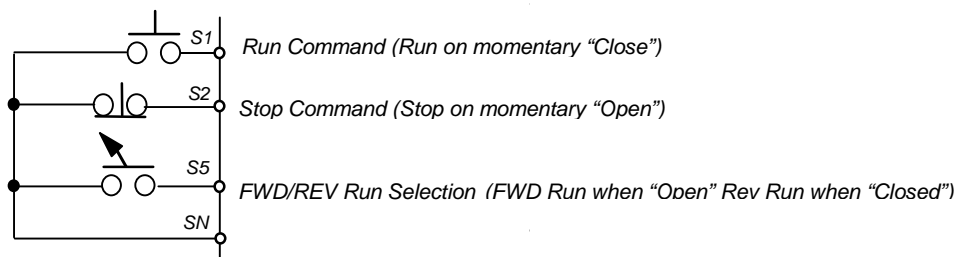 S1 Run Command (Run on momentary “Close”)
S2 Stop Command (Stop on momentary “Open”)
S5 FWD/REV Run Selection (FWD Run when “Open” Rev Run when “Closed”)
SN